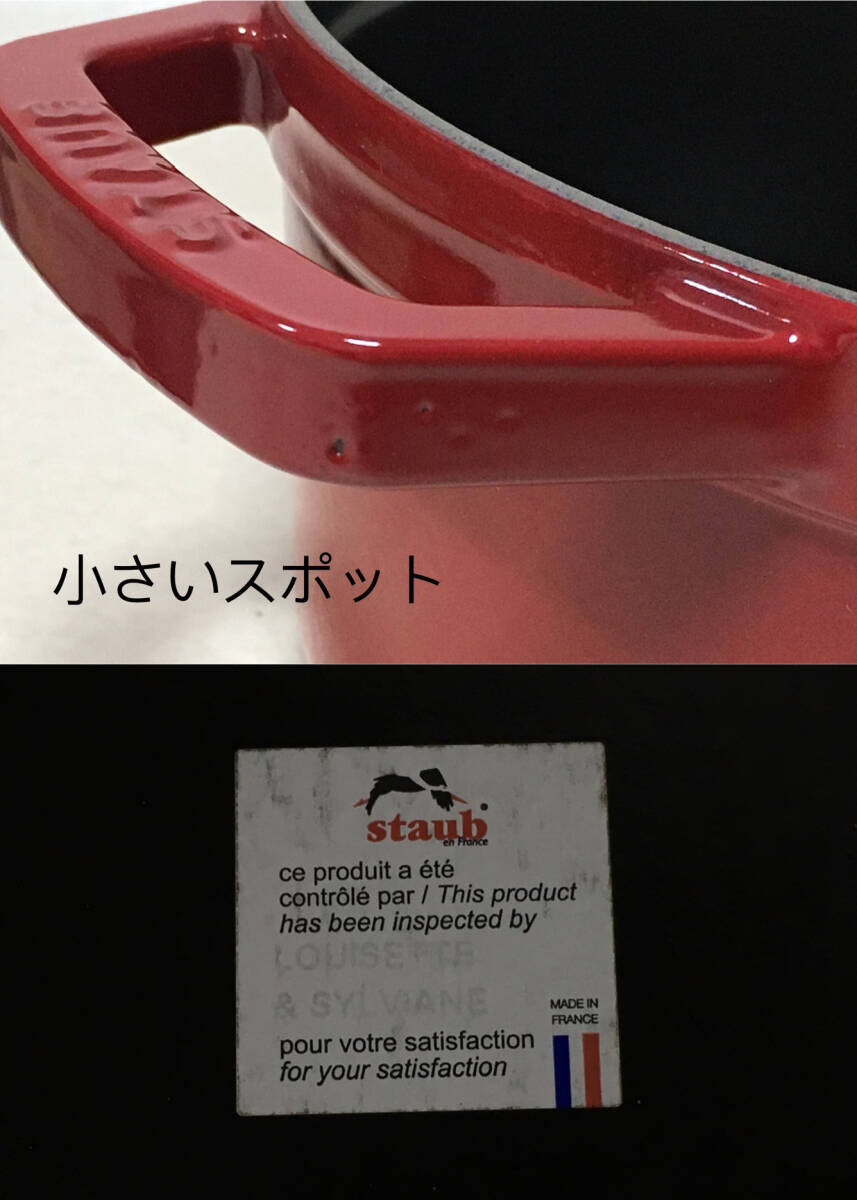 STAUB
小さいスポット
staub
en France
ce produit a été
contrôlé par / This product
has been inspected by
LOUISETTE
& SYLVIANE
MADE IN
FRANCE
pour votre satisfaction
for your satisfaction